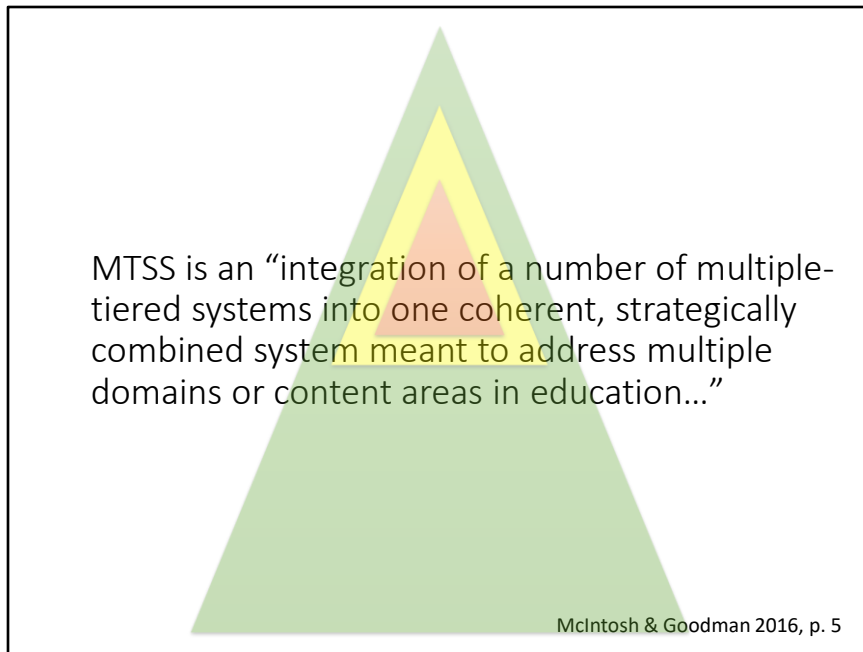 MTSS is an “integration of a number of multiple-
tiered systems into one coherent, strategically
combined system meant to address multiple
domains or content areas in education…”
McIntosh & Goodman 2016, p. 5